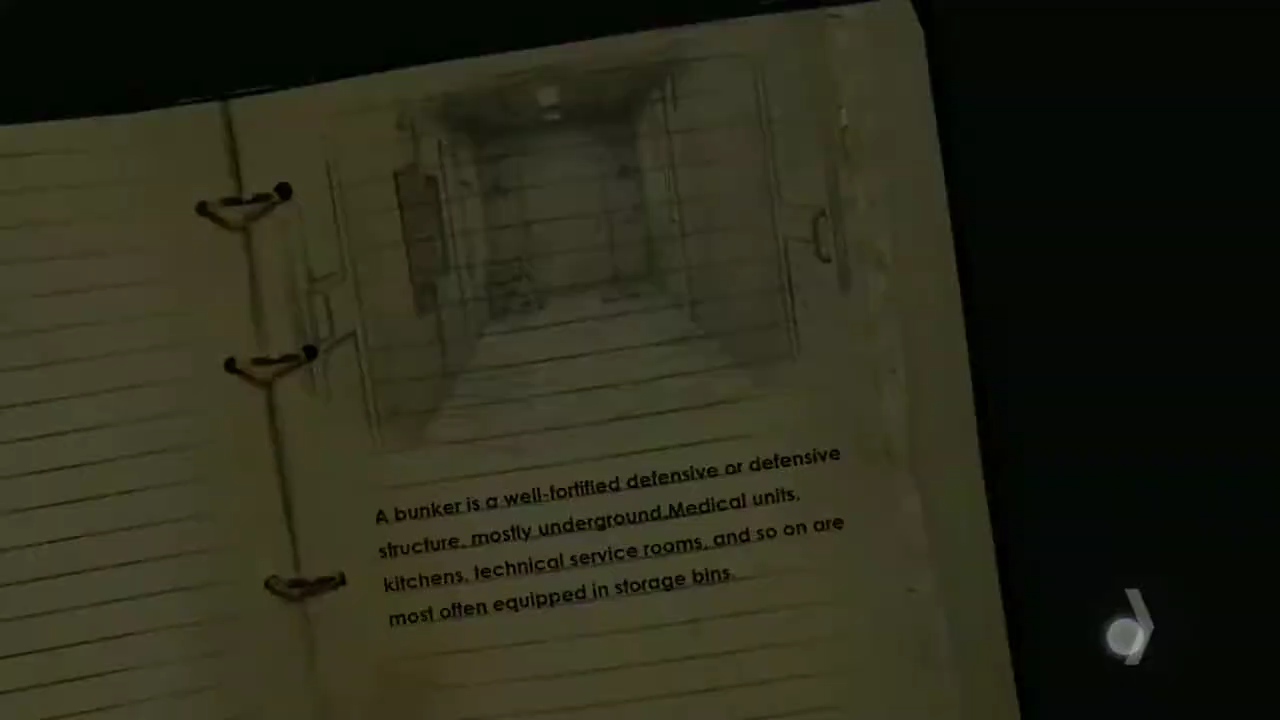 A bunker is a well-fortified defensive or defensive
structure, mostly underground.Medical units,
kitchens, technical service rooms, and so on are
most often equipped in storage bins.